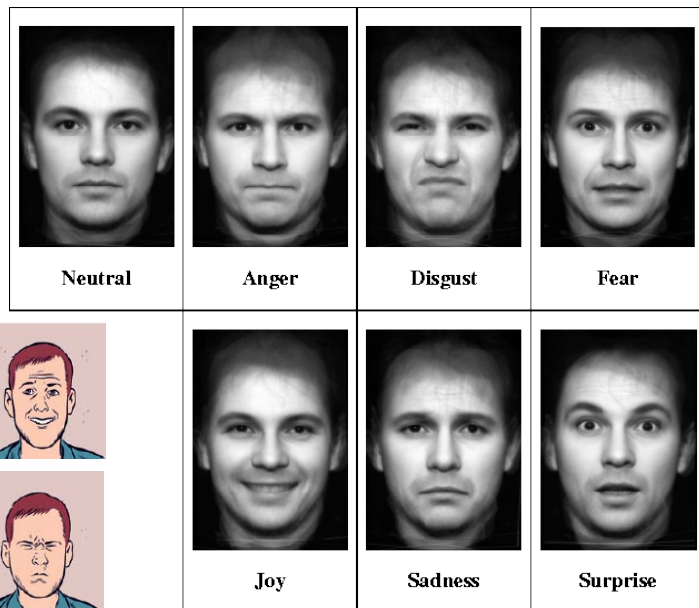 Neutral
Anger
Disgust
Fear
Joy
Sadness
Surprise